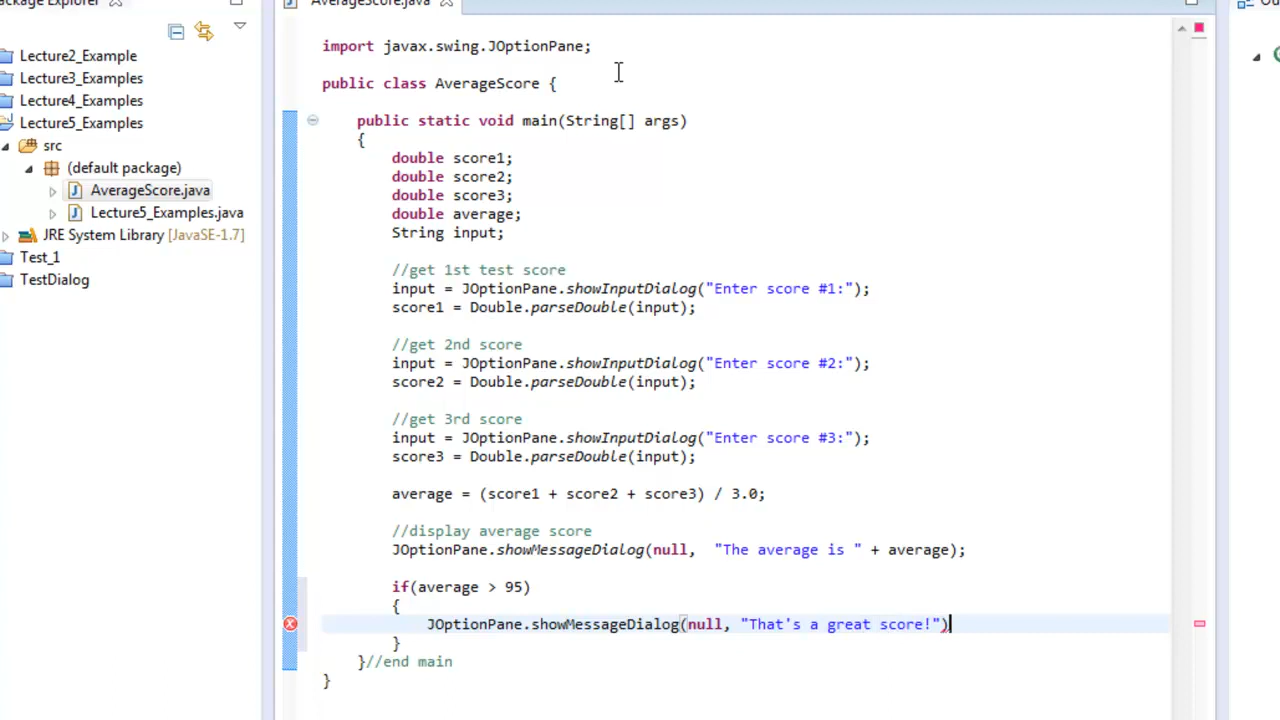 Package Explorer
AverageScore.java
Ou
Lecture2_Example
Lecture3_Examples
Lecture4_Examples
Lecture5_Examples
src
(default package)
AverageScore.java
Lecture5_Examples.java
JRE System Library [JavaSE-1.7]
Test_1
TestDialog
import javax.swing.JOptionPane;
public class AverageScore {
public static void main(String[] args)
{
double score1;
double score2;
double score3;
double average;
String input;
//get 1st test score
input = JOptionPane.showInputDialog("Enter score #1:");
score1 = Double.parseDouble(input);
//get 2nd score
input = JOptionPane.showInputDialog("Enter score #2:");
score2 = Double.parseDouble(input);
//get 3rd score
input = JOptionPane.showInputDialog("Enter score #3:");
score3 = Double.parseDouble(input);
average = (score1 + score2 + score3) / 3.0;
//display average score
JOptionPane.showMessageDialog(null,  "The average is " + average);
if(average > 95)
{
JOptionPane.showMessageDialog(null, "That's a great score!")
}
}//end main
}